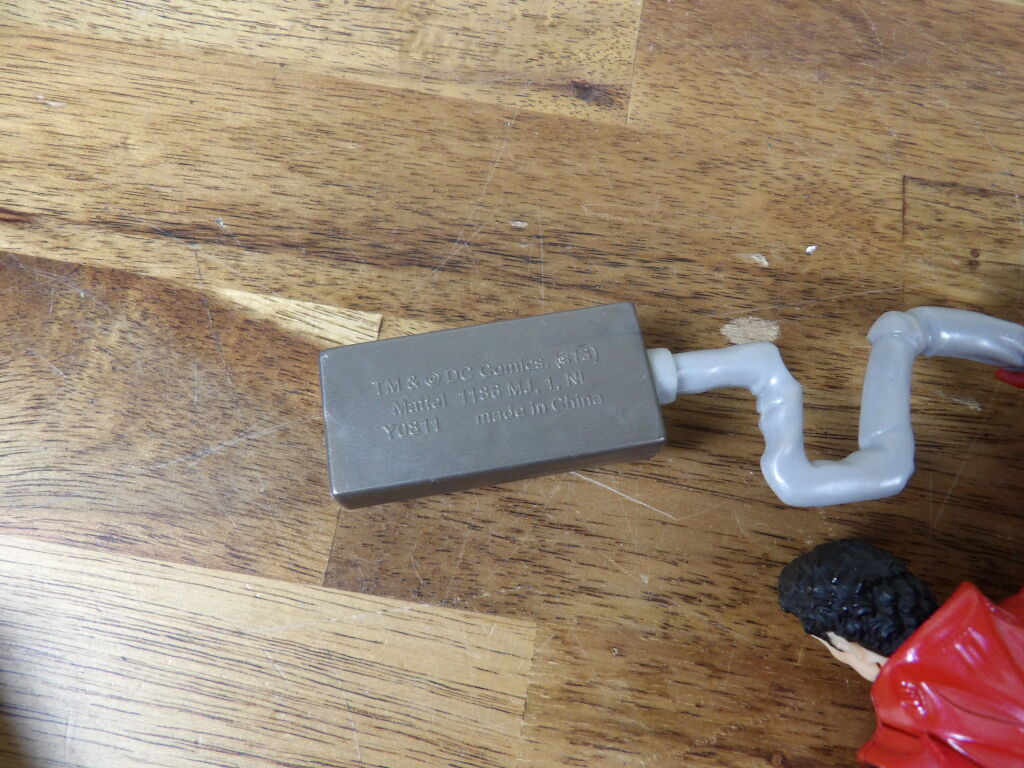 TM & © DC Comics. (s13)
Mattel 1186 MJ, 1, NL
Y0811 made in China